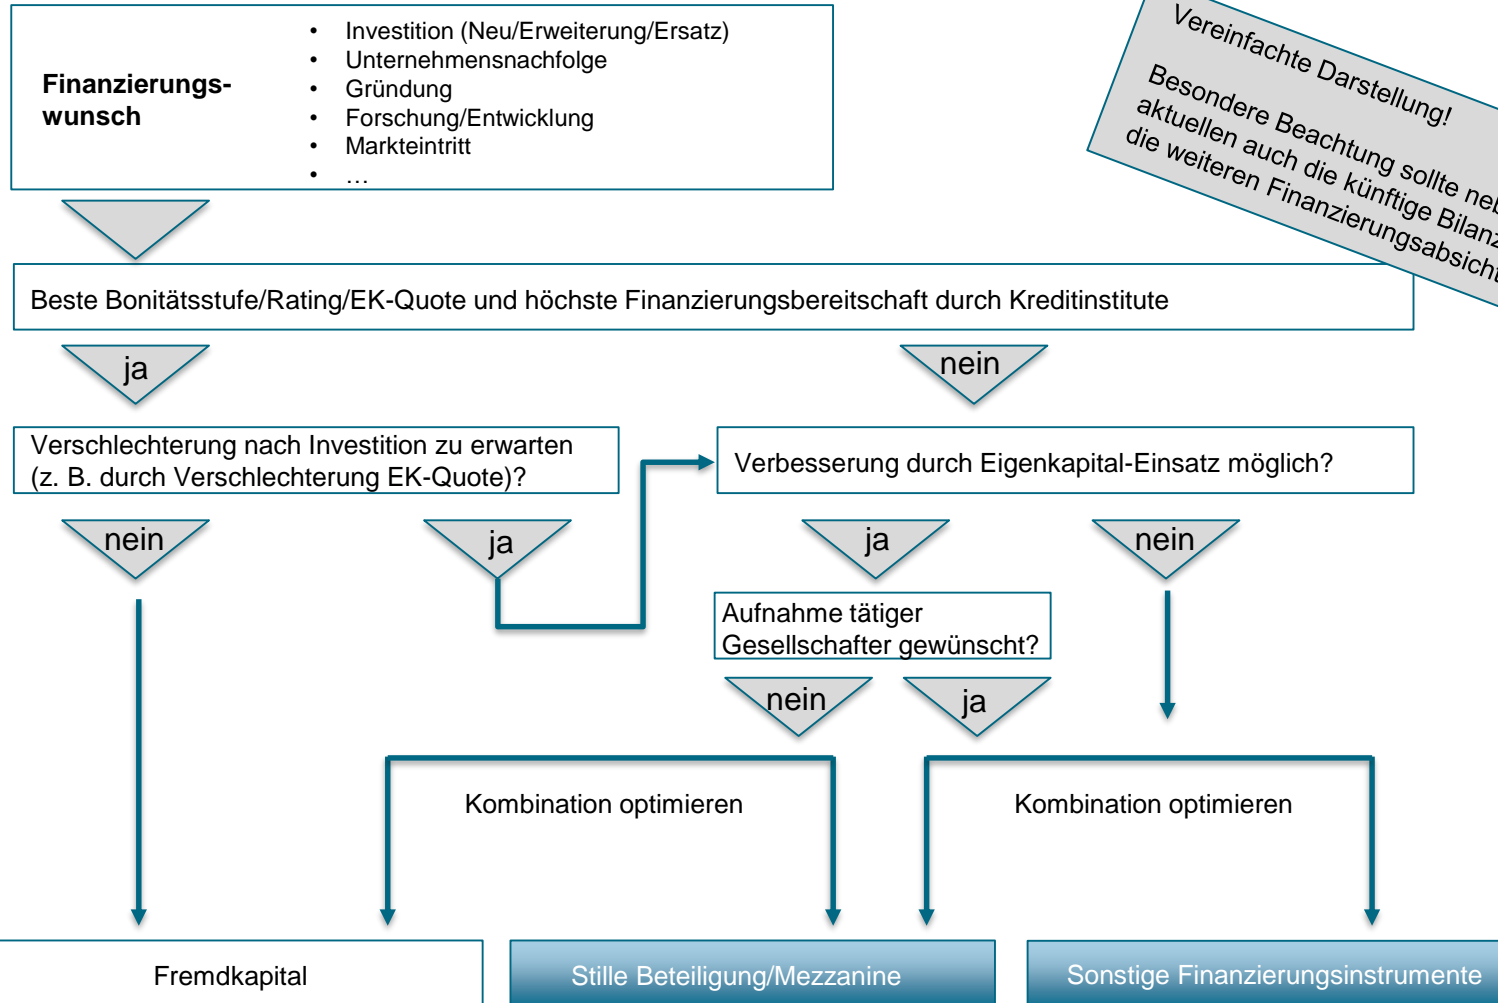 Finanzierungs-
wunsch
• Investition (Neu/Erweiterung/Ersatz)
• Unternehmensnachfolge
• Gründung
• Forschung/Entwicklung
• Markteintritt
• …
Vereinfachte Darstellung!
Besondere Beachtung sollte
aktuellen auch die künftige
die weiteren Finanzierungsabsicht
Beste Bonitätsstufe/Rating/EK-Quote und höchste Finanzierungsbereitschaft durch Kreditinstitute
ja
nein
Verschlechterung nach Investition zu erwarten
(z. B. durch Verschlechterung EK-Quote)?
Verbesserung durch Eigenkapital-Einsatz möglich?
nein
ja
ja
nein
Aufnahme tätiger
Gesellschafter gewünscht?
nein
ja
Kombination optimieren
Kombination optimieren
Fremdkapital
Stille Beteiligung/Mezzanine
Sonstige Finanzierungsinstrumente